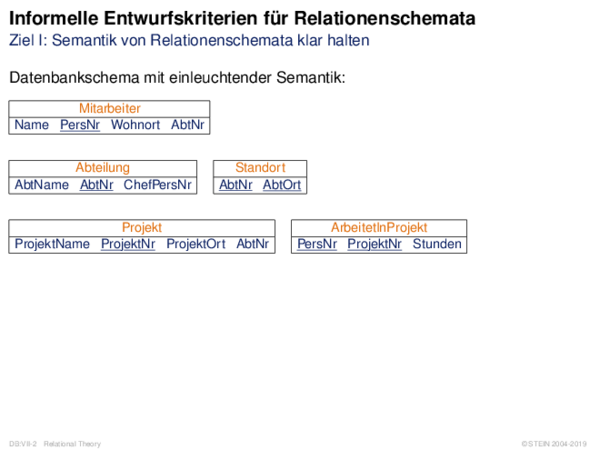 Informelle Entwurfskriterien für Relationenschemata
Ziel I: Semantik von Relationenschemata klar halten
Datenbankschema mit einleuchtender Semantik:
Mitarbeiter
Name PersNr Wohnort AbtNr
Abteilung Standort
AbtName AbtNr ChefPersNr AbtNr AbtOrt
Projekt ArbeitetInProjekt
ProjektName ProjektNr ProjektOrt AbtNr PersNr ProjektNr Stunden
DB:VII-2 Relational Theory © STEIN 2004-2019